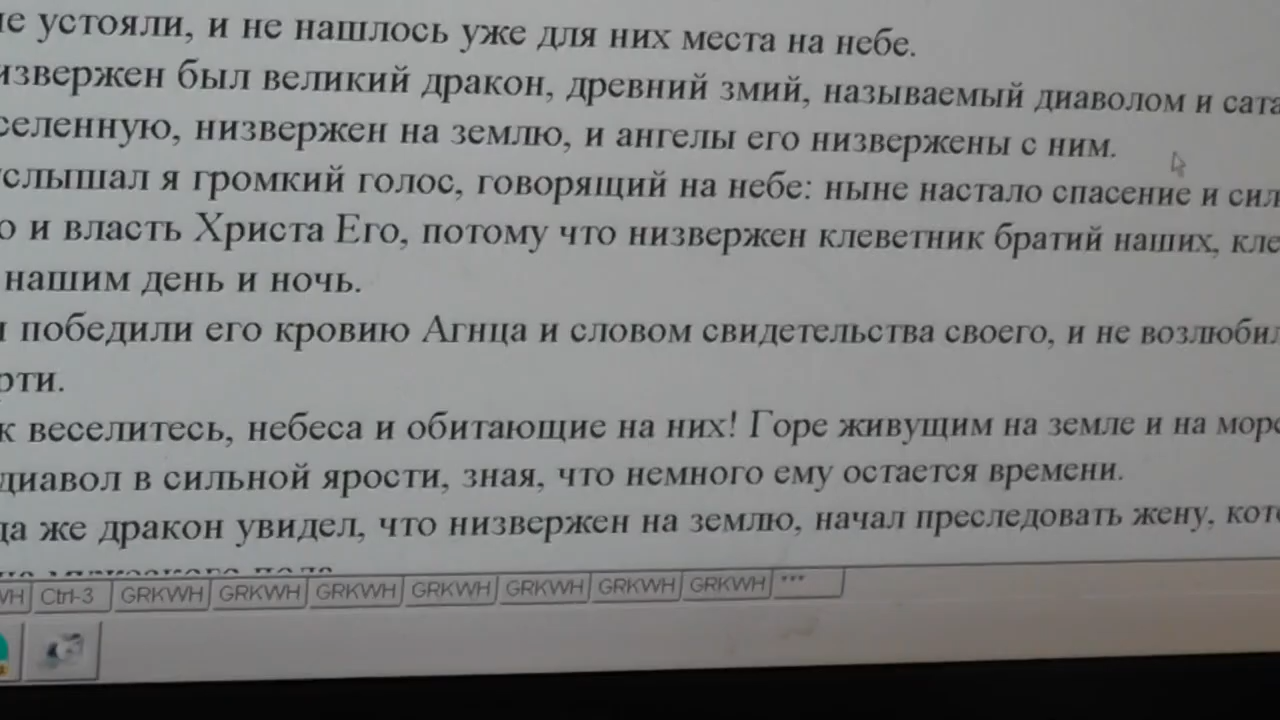 не устояли, и не нашлось уже для них места на небе.
извержен был великий дракон, древний змий, называемый диаволом и сата
селенную, низвержен на землю, и ангелы его низвержены с ним.
услышал я громкий голос, говорящий на небе: ныне настало спасение и сил
о и власть Христа Его, потому что низвержен клеветник братий наших, кле
нашим день и ночь.
и победили его кровию Агнца и словом свидетельства своего, и не возлюбил
рти.
к веселитесь, небеса и обитающие на них! Горе живущим на земле и на море
диавол в сильной ярости, зная, что немного ему остается времени.
да же дракон увидел, что низвержен на землю, начал преследовать жену, кото
WH Ctrl-3 GRKWH GRKWH GRKWH GRKWH GRKWH GRKWH GRKWH ***